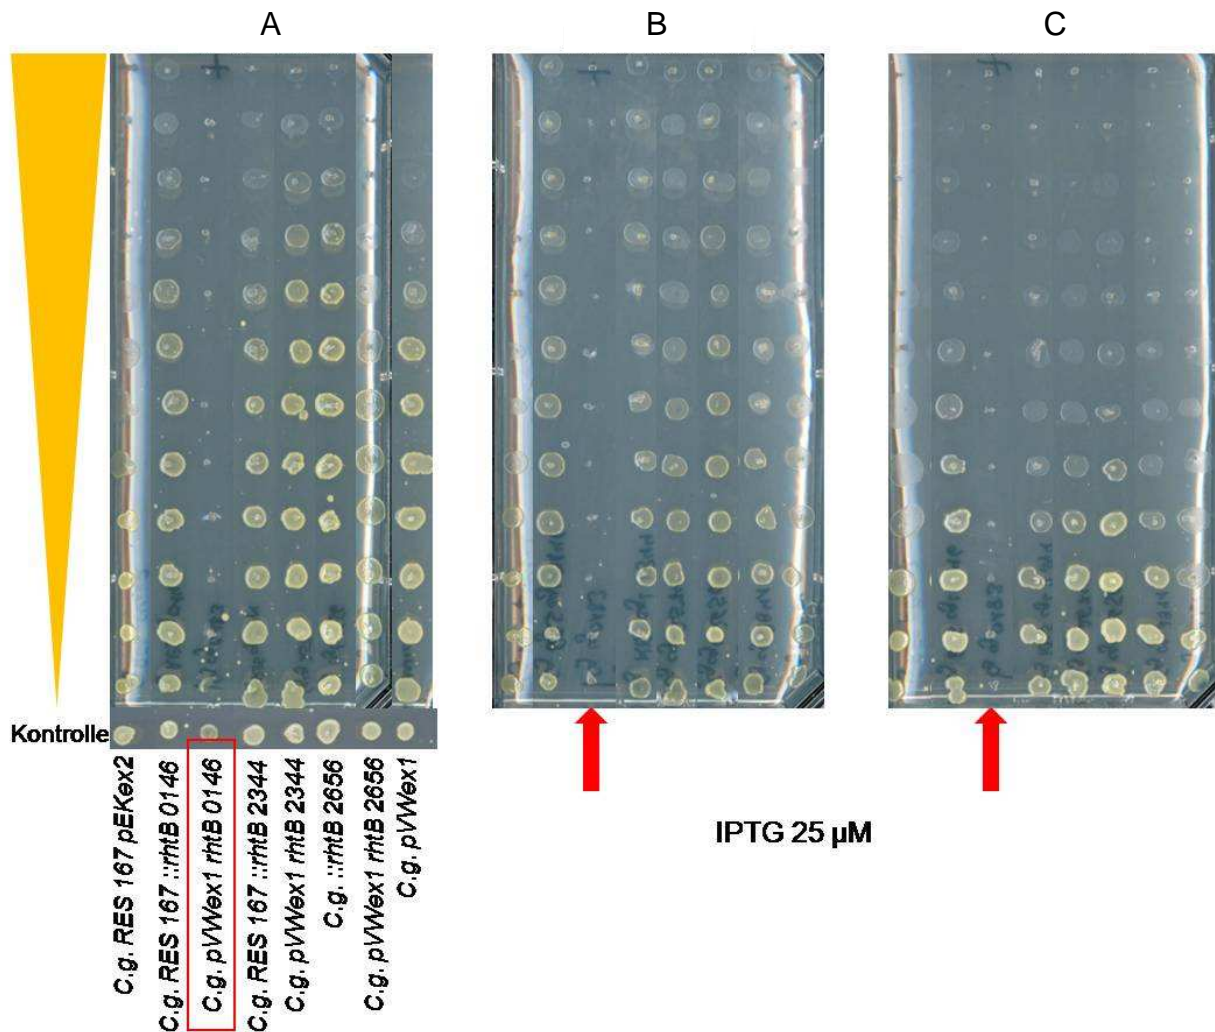 A B C
Kontrolle
C.g. RES 167 pEKex2
C.g. RES 167 ::rhtB 0146
C.g. pVWex1 rhtB 0146
C.g. RES 167 ::rhtB 2344
C.g. pVWex1 rhtB 2344
C.g. ::rhtB 2656
C.g. pVWex1 rhtB 2656
C.g. pVWex1
IPTG 25 µM